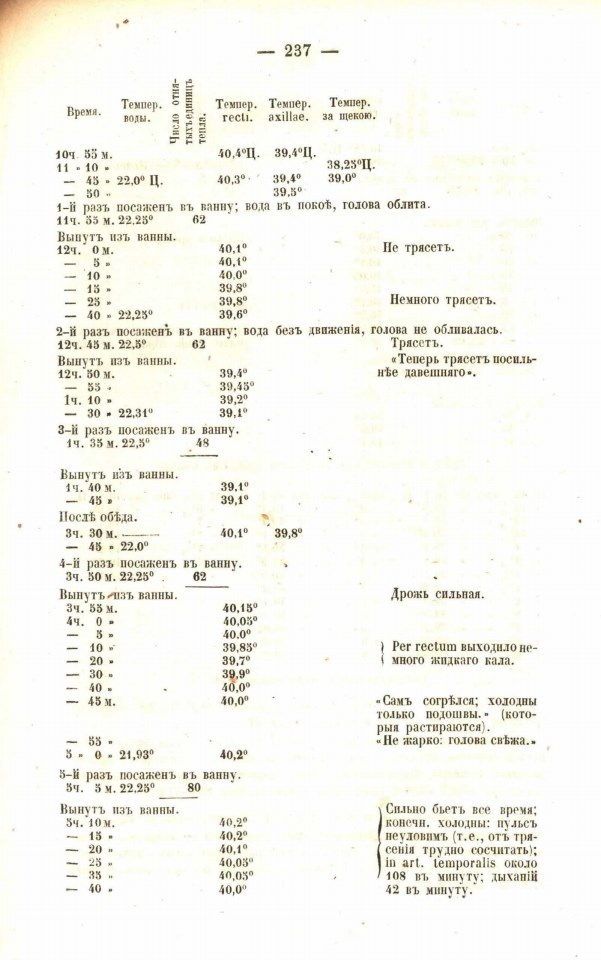 — 237 —
Время. Темпер. воды. Число отня-тыхъ единицъ тепла. Темпер. recti. Темпер. axillae. Темпер. за щекою.
10ч. 55 м. 40,4°Ц. 39,4°Ц.
11 „ 10 „ 38,25°Ц.
— 45 „ 22,0° Ц. 40,3° 39,4° 39,0°
— 50 „ 39,5°
1-й разъ посаженъ въ ванну; вода въ покоѣ, голова облита.
11ч. 55 м. 22,25° 62
Вынутъ изъ ванны.
12ч. 0 м. 40,1° Не трясетъ.
— 5 „ 40,1°
— 10 „ 40,0°
— 15 „ 39,8°
— 25 „ 39,8° Немного трясетъ.
— 40 „ 22,25° 39,6°
2-й разъ посаженъ въ ванну; вода безъ движенія, голова не обливалась.
12ч. 45 м. 22,5° 62 Трясетъ.
Вынутъ изъ ванны. «Теперь трясетъ посиль-
12ч. 50 м. 39,4° нѣе давешняго».
— 55 „ 39,45°
1ч. 10 „ 39,2°
— 30 „ 22,31° 39,1°
3-й разъ посаженъ въ ванну.
1ч. 35 м. 22,5° 48
Вынутъ изъ ванны.
1ч. 40 м. 39.1°
— 45 „ 39,1°
Послѣ обѣда.
3ч. 30 м. 40,1° 39,8°
— 45 „ 22,0°
4-й разъ посаженъ въ ванну.
3ч. 50 м. 22,25° 62
Вынутъ изъ ванны. Дрожь сильная.
3ч. 55 м. 40,15°
4ч. 0 „ 40,05°
— 5 „ 40.0°
— 10 „ 39,85° } Per rectum выходило не-
— 20 „ 39,7° много жидкаго кала.
— 30 „ 39,9°
— 40 „ 40,0°
— 45 м. 40,0° «Самъ согрѣлся; холодны
только подошвы.» (кото-
рыя растираются).
— 55 „ «Не жарко: голова свѣжа.»
5 „ 0 „ 21,93° 40,2°
5-й разъ посаженъ въ ванну.
5ч. 5 м. 22,25° 80
Вынутъ изъ ванны. Сильно бьетъ все время;
5ч. 10 м. 40,2° конечн. холодны: пульсъ
— 15 „ 40,2° неуловимъ (т.е., отъ тря-
— 20 „ 40,1° сенія трудно сосчитать);
— 25 „ 40,05° in art. temporalis около
— 35 „ 40,05° 108 въ минуту; дыханій
— 40 „ 40,0° 42 въ минуту.